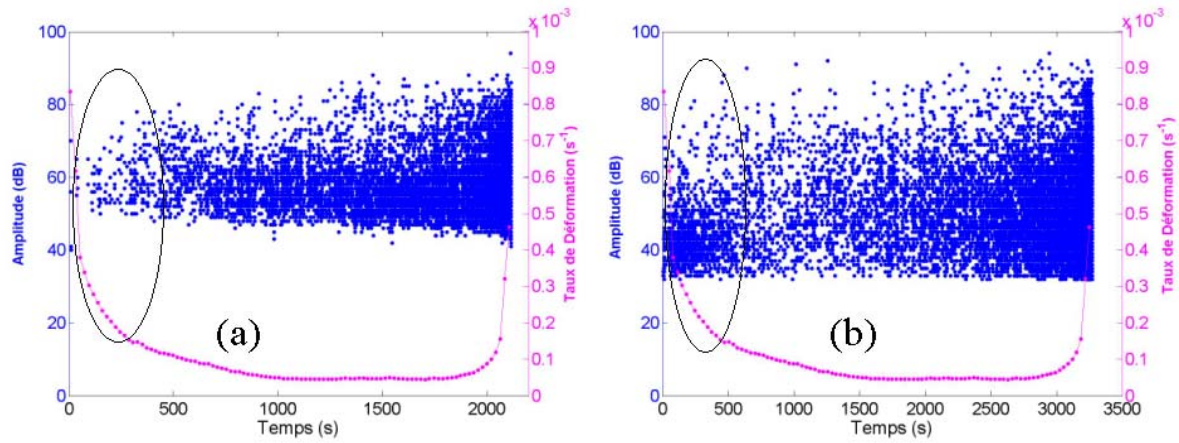 x 10⁻³
100
80
60
40
20
0
Amplitude (dB)
1
0.9
0.8
0.7
0.6
0.5
0.4
0.3
0.2
0.1
0
Taux de Déformation (s⁻¹)
(a)
0 500 1000 1500 2000
Temps (s)
x 10⁻³
100
80
60
40
20
0
Amplitude (dB)
1
0.9
0.8
0.7
0.6
0.5
0.4
0.3
0.2
0.1
0
Taux de Déformation (s⁻¹)
(b)
0 500 1000 1500 2000 2500 3000 3500
Temps (s)